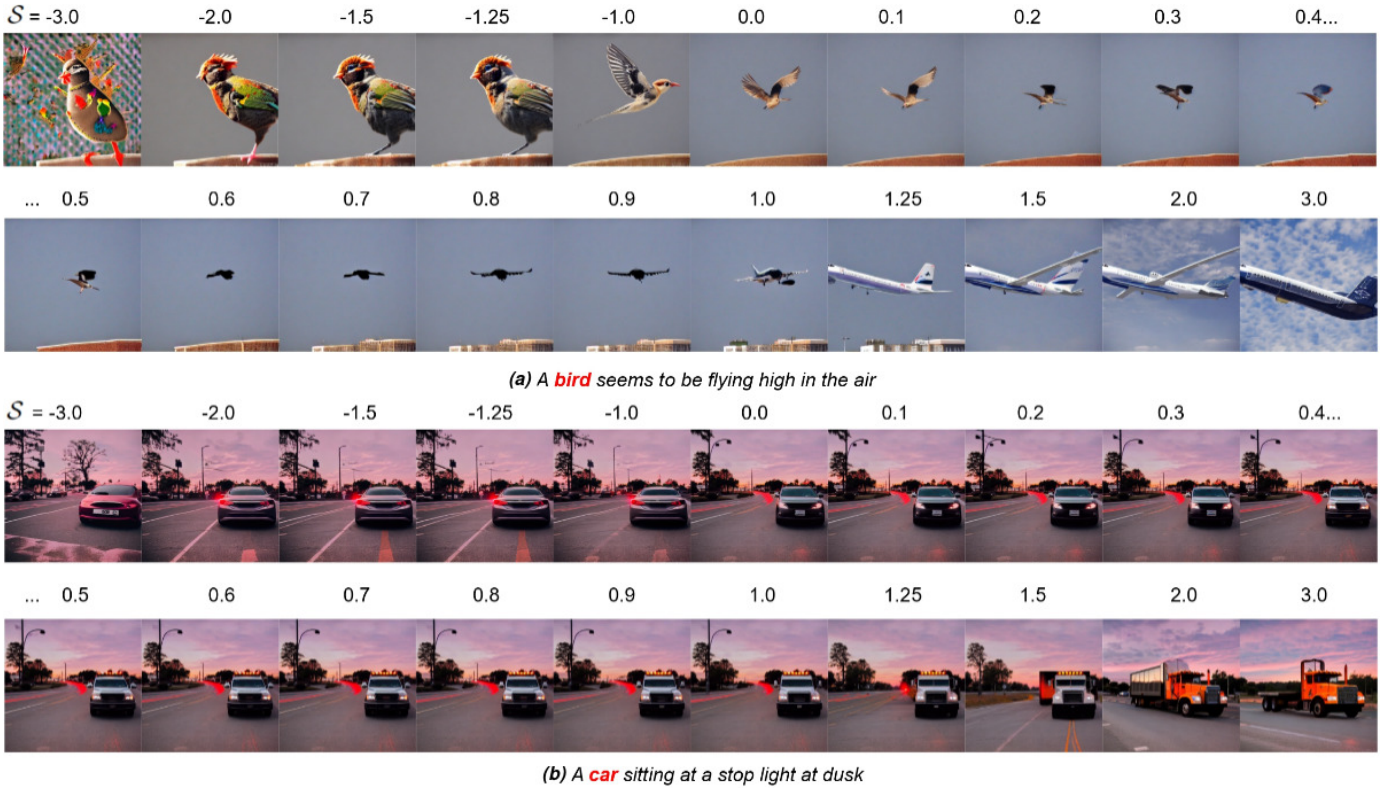 𝒮 = -3.0 -2.0 -1.5 -1.25 -1.0 0.0 0.1 0.2 0.3 0.4...
... 0.5 0.6 0.7 0.8 0.9 1.0 1.25 1.5 2.0 3.0
(a) A bird seems to be flying high in the air
𝒮 = -3.0 -2.0 -1.5 -1.25 -1.0 0.0 0.1 0.2 0.3 0.4...
... 0.5 0.6 0.7 0.8 0.9 1.0 1.25 1.5 2.0 3.0
(b) A car sitting at a stop light at dusk